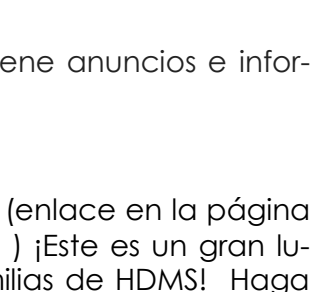 ene anuncios e infor-
(enlace en la página
) ¡Este es un gran lu-
ilias de HDMS! Haga